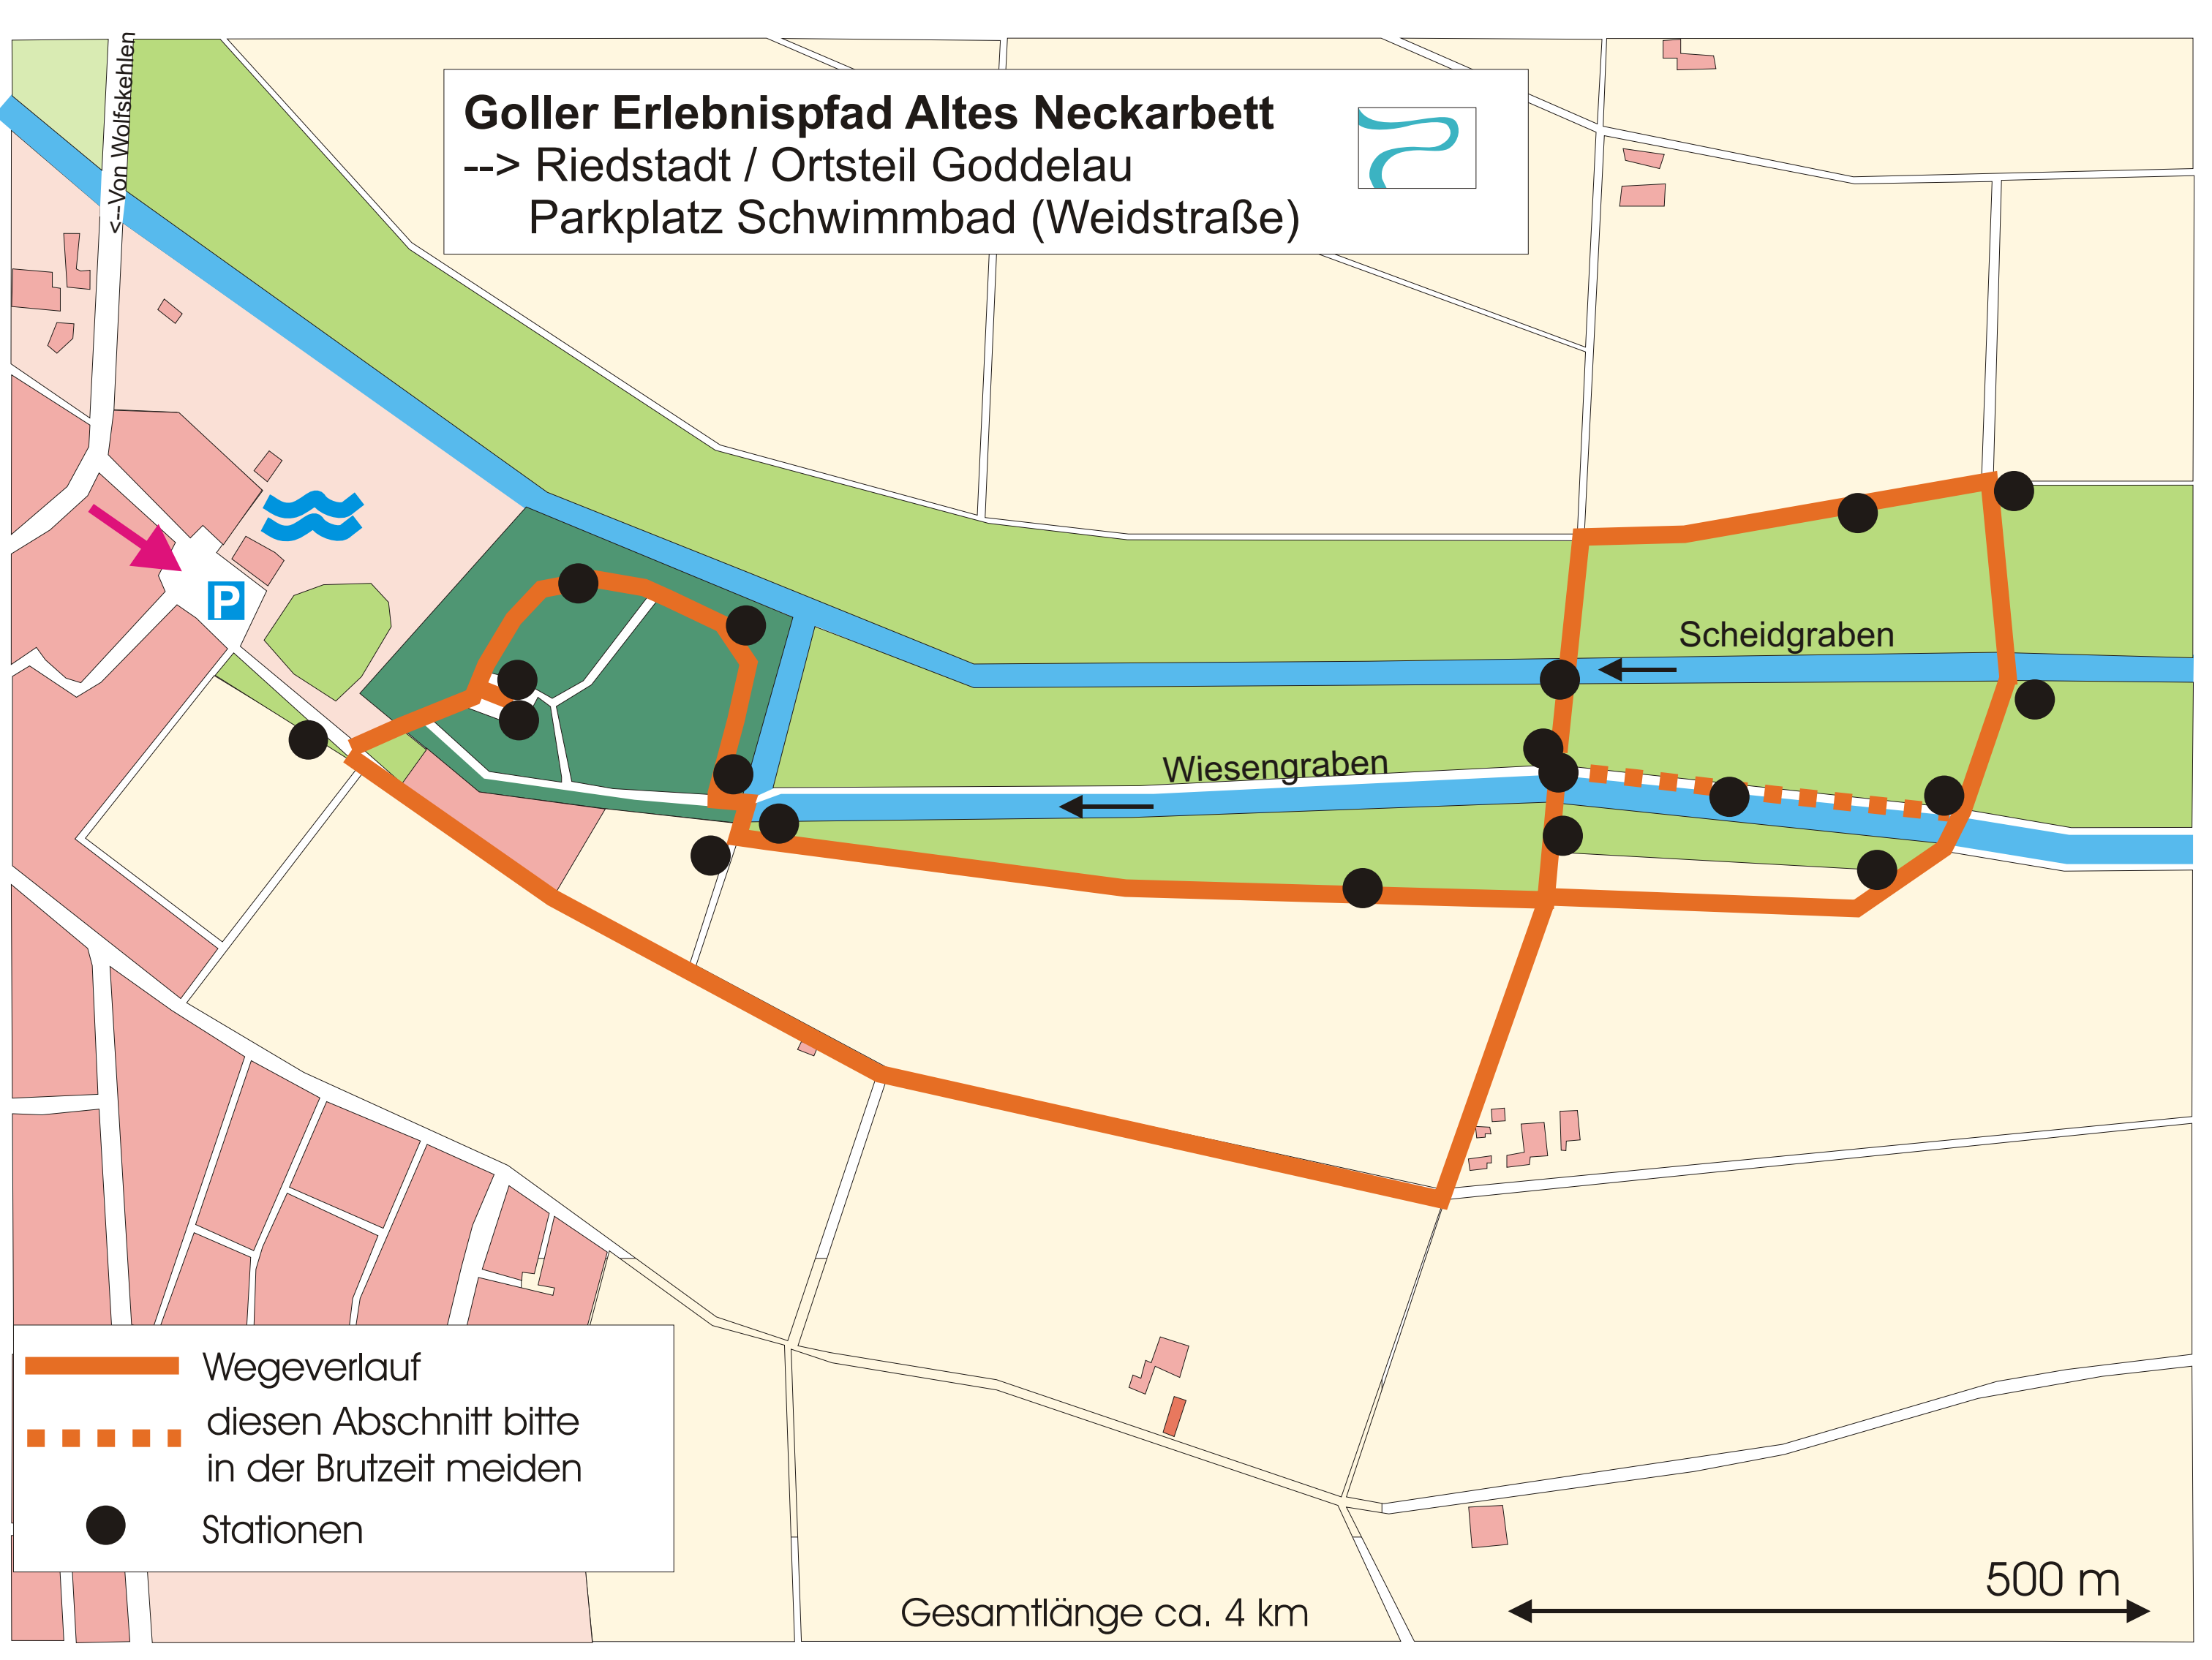 <--Von Wolfskehlen
Goller Erlebnispfad Altes Neckarbett
--> Riedstadt / Ortsteil Goddelau
Parkplatz Schwimmbad (Weidstraße)
P
Scheidgraben
Wiesengraben
Wegeverlauf
diesen Abschnitt bitte
in der Brutzeit meiden
Stationen
Gesamtlänge ca. 4 km
500 m